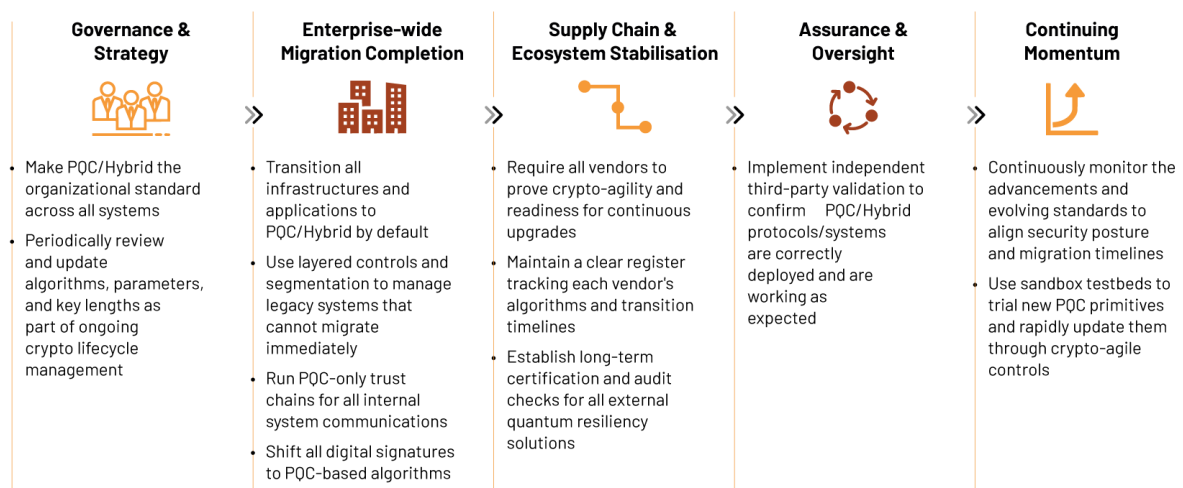 Governance &
Strategy
Make PQC/Hybrid the
organizational standard
across all systems
Periodically review
and update
algorithms, parameters,
and key lengths as
part of ongoing
crypto lifecycle
management
Enterprise-wide
Migration Completion
Transition all
infrastructures and
applications to
PQC/Hybrid by default
Use layered controls and
segmentation to manage
legacy systems that
cannot migrate
immediately
Run PQC-only trust
chains for all internal
system communications
Shift all digital signatures
to PQC-based algorithms
Supply Chain &
Ecosystem Stabilisation
Require all vendors to
prove crypto-agility and
readiness for continuous
upgrades
Maintain a clear register
tracking each vendor's
algorithms and transition
timelines
Establish long-term
certification and audit
checks for all external
quantum resiliency
solutions
Assurance &
Oversight
Implement independent
third-party validation to
confirm PQC/Hybrid
protocols/systems
are correctly
deployed and are
working as
expected
Continuing
Momentum
Continuously monitor the
advancements and
evolving standards to
align security posture
and migration timelines
Use sandbox testbeds to
trial new PQC primitives
and rapidly update them
through crypto-agile
controls